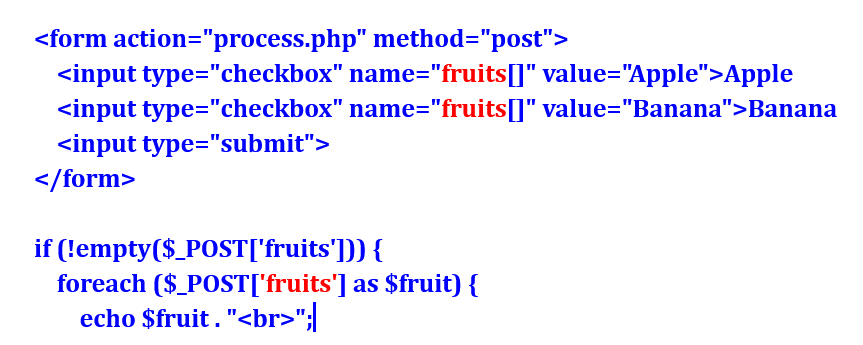 <form action="process.php" method="post">
<input type="checkbox" name="fruits[]" value="Apple">Apple
<input type="checkbox" name="fruits[]" value="Banana">Banana
<input type="submit">
</form>
if (!empty($_POST['fruits'])) {
foreach ($_POST['fruits'] as $fruit) {
echo $fruit . "<br>";